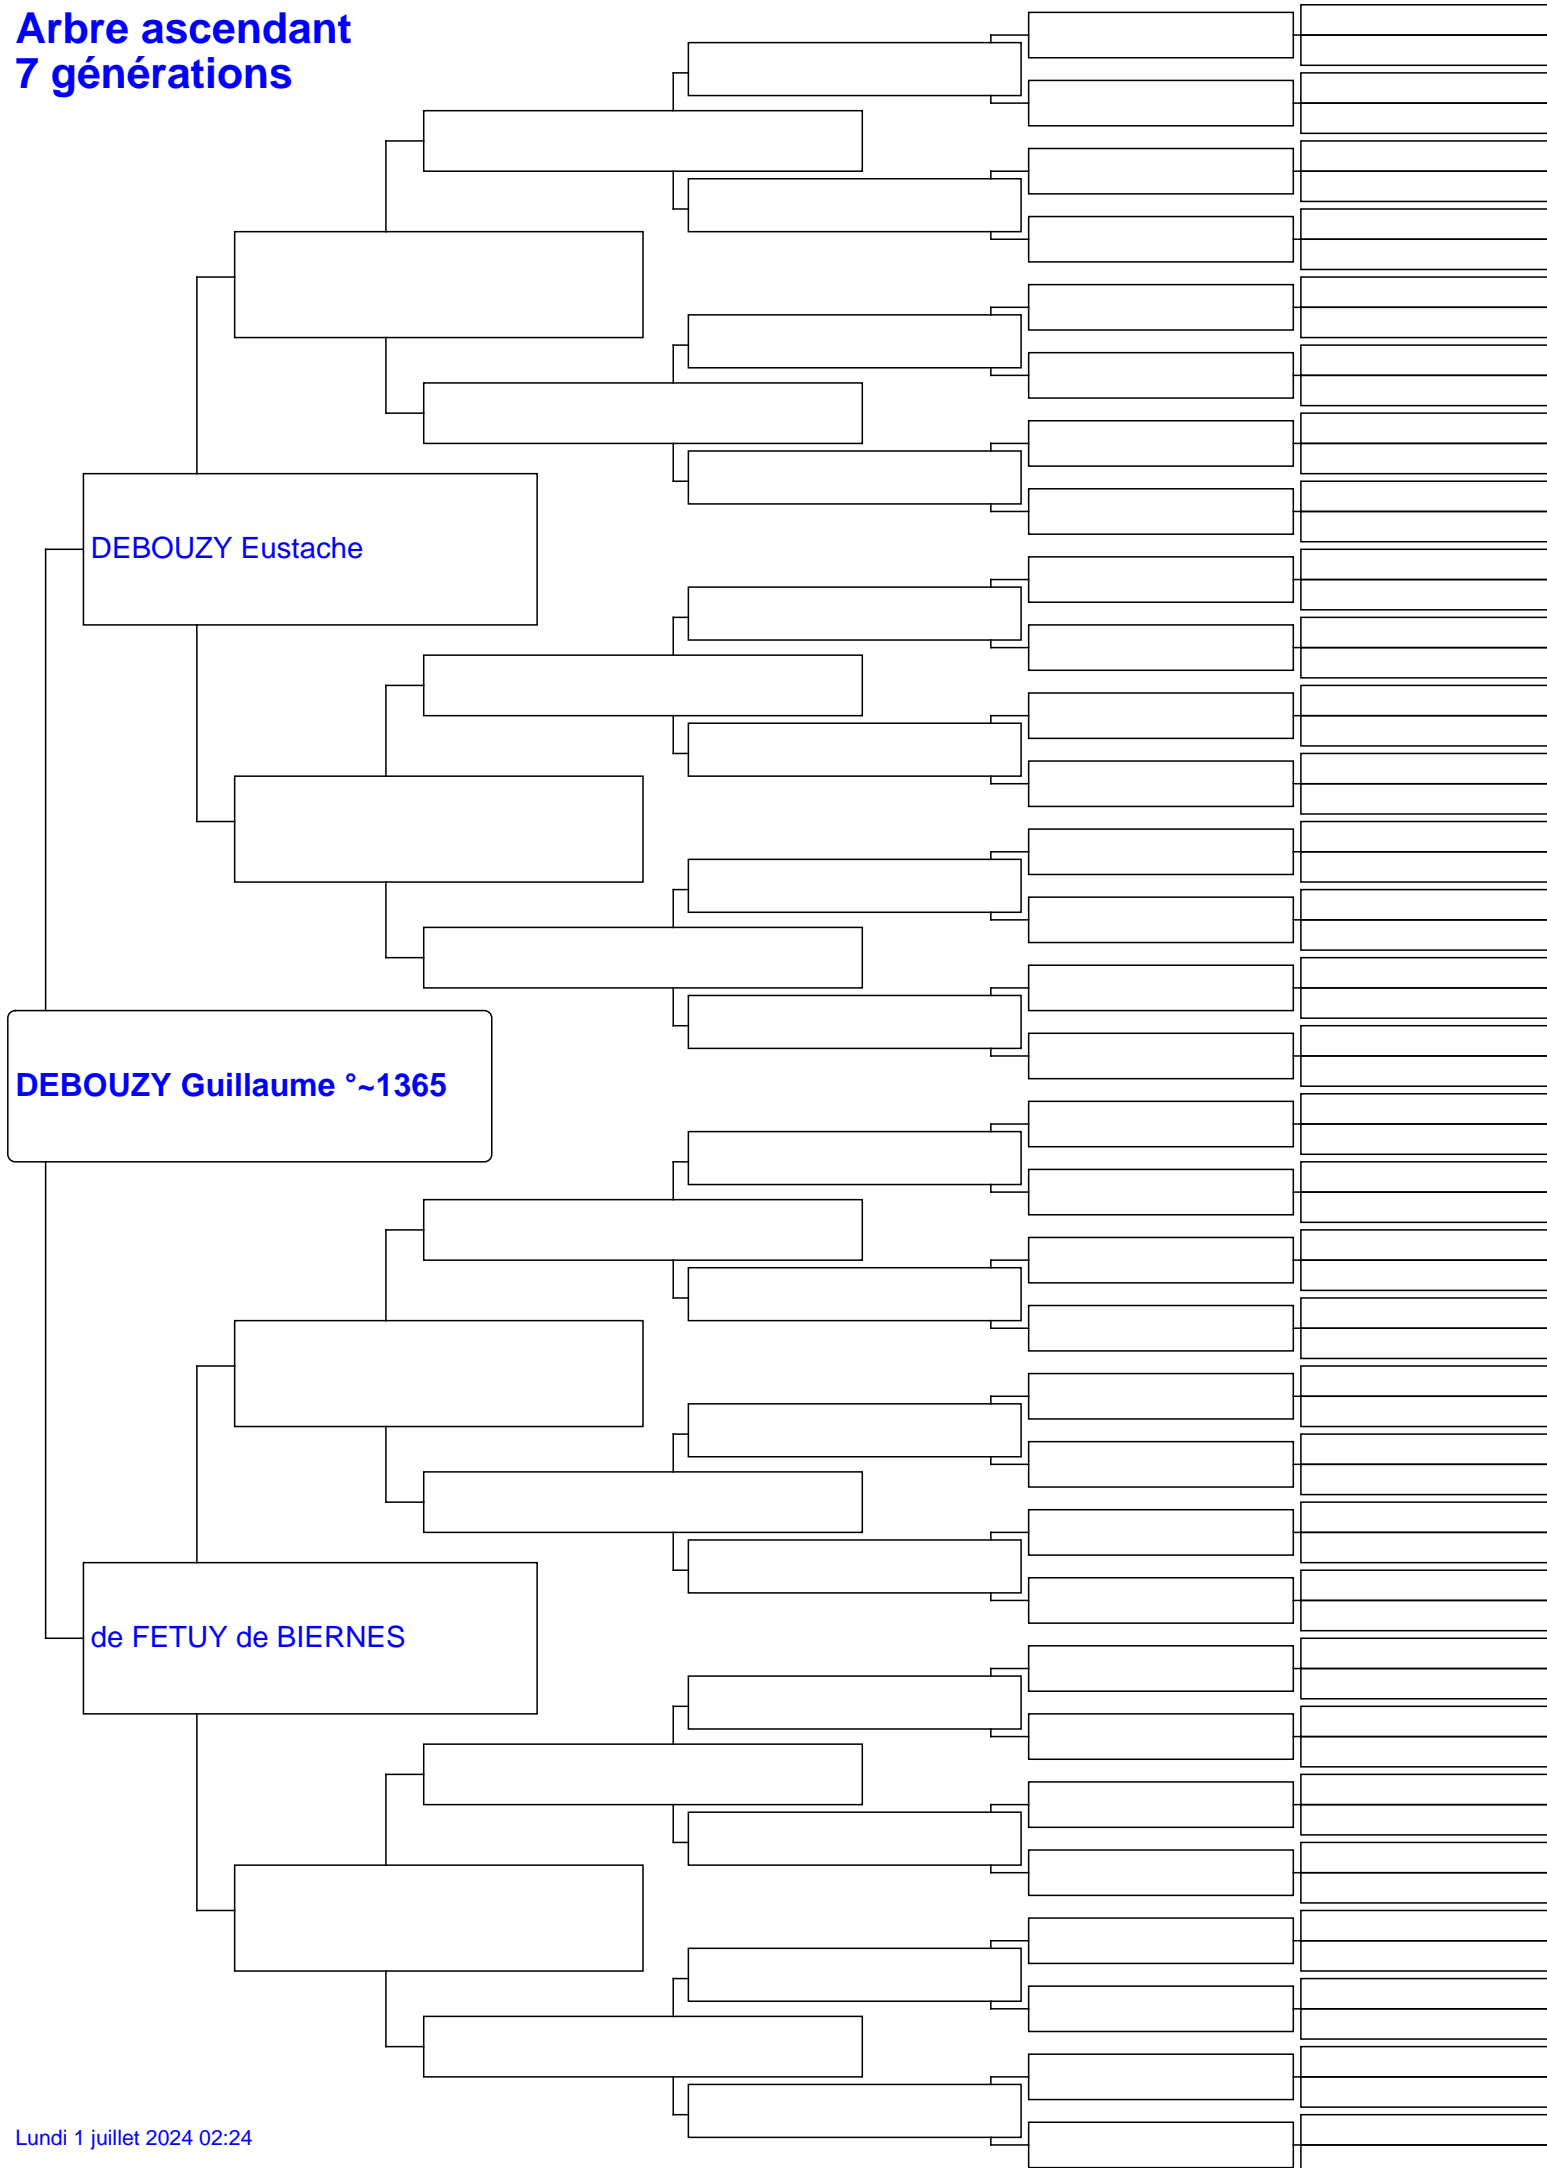 Arbre ascendant
7 générations
DEBOUZY Eustache
DEBOUZY Guillaume °~1365
de FETUY de BIERNES
Lundi 1 juillet 2024 02:24